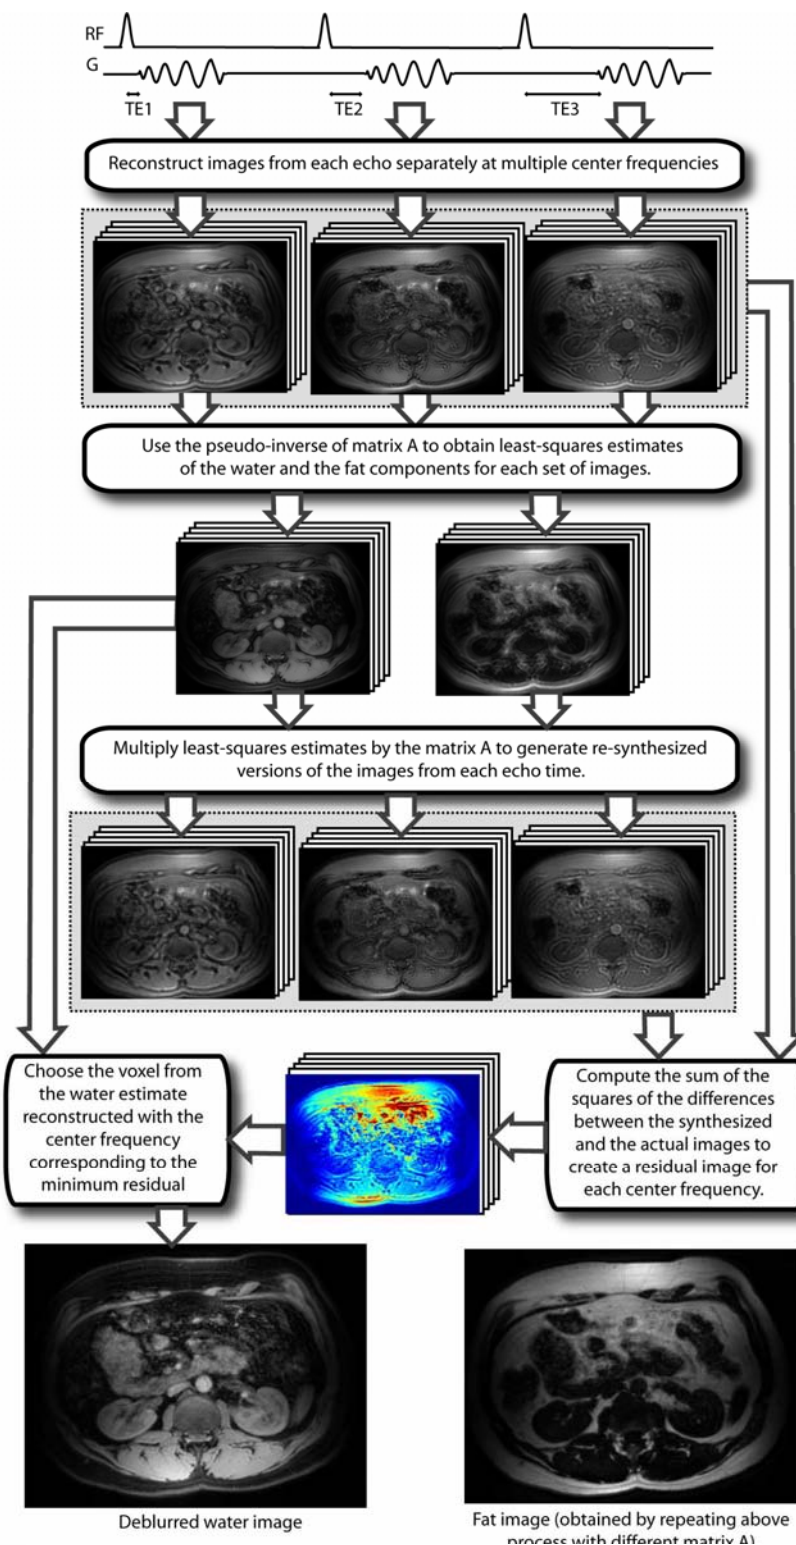 RF
G
TE1
TE2
TE3
Reconstruct images from each echo separately at multiple center frequencies
Use the pseudo-inverse of matrix A to obtain least-squares estimates
of the water and the fat components for each set of images.
Multiply least-squares estimates by the matrix A to generate re-synthesized
versions of the images from each echo time.
Choose the voxel from
the water estimate
reconstructed with the
center frequency
corresponding to the
minimum residual
Compute the sum of the
squares of the differences
between the synthesized
and the actual images to
create a residual image for
each center frequency.
Deblurred water image
Fat image (obtained by repeating above
process with different matrix A)